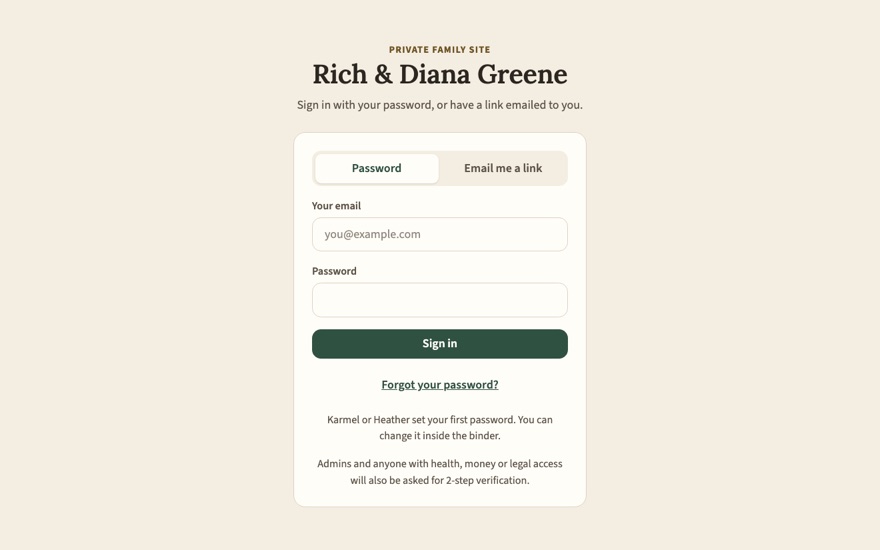 PRIVATE FAMILY SITE
Rich & Diana Greene
Sign in with your password, or have a link emailed to you.
Password
Email me a link
Your email
you@example.com
Password
Sign in
Forgot your password?
Karmel or Heather set your first password. You can
change it inside the binder.
Admins and anyone with health, money or legal access
will also be asked for 2-step verification.